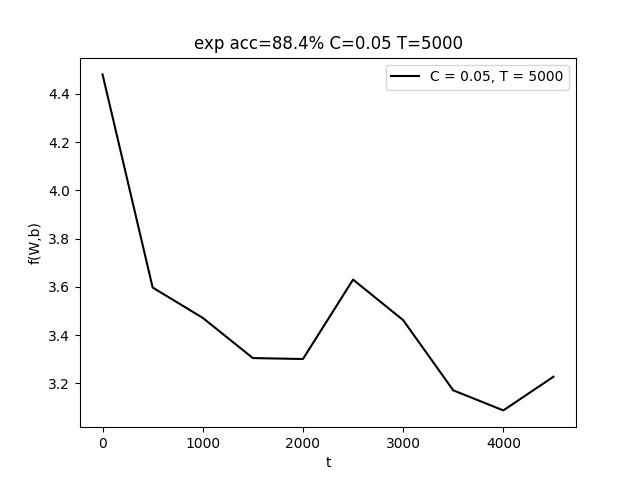 exp acc=88.4% C=0.05 T=5000
C = 0.05, T = 5000
4.4
4.2
4.0
3.8
3.6
3.4
3.2
f(W,b)
0 1000 2000 3000 4000
t